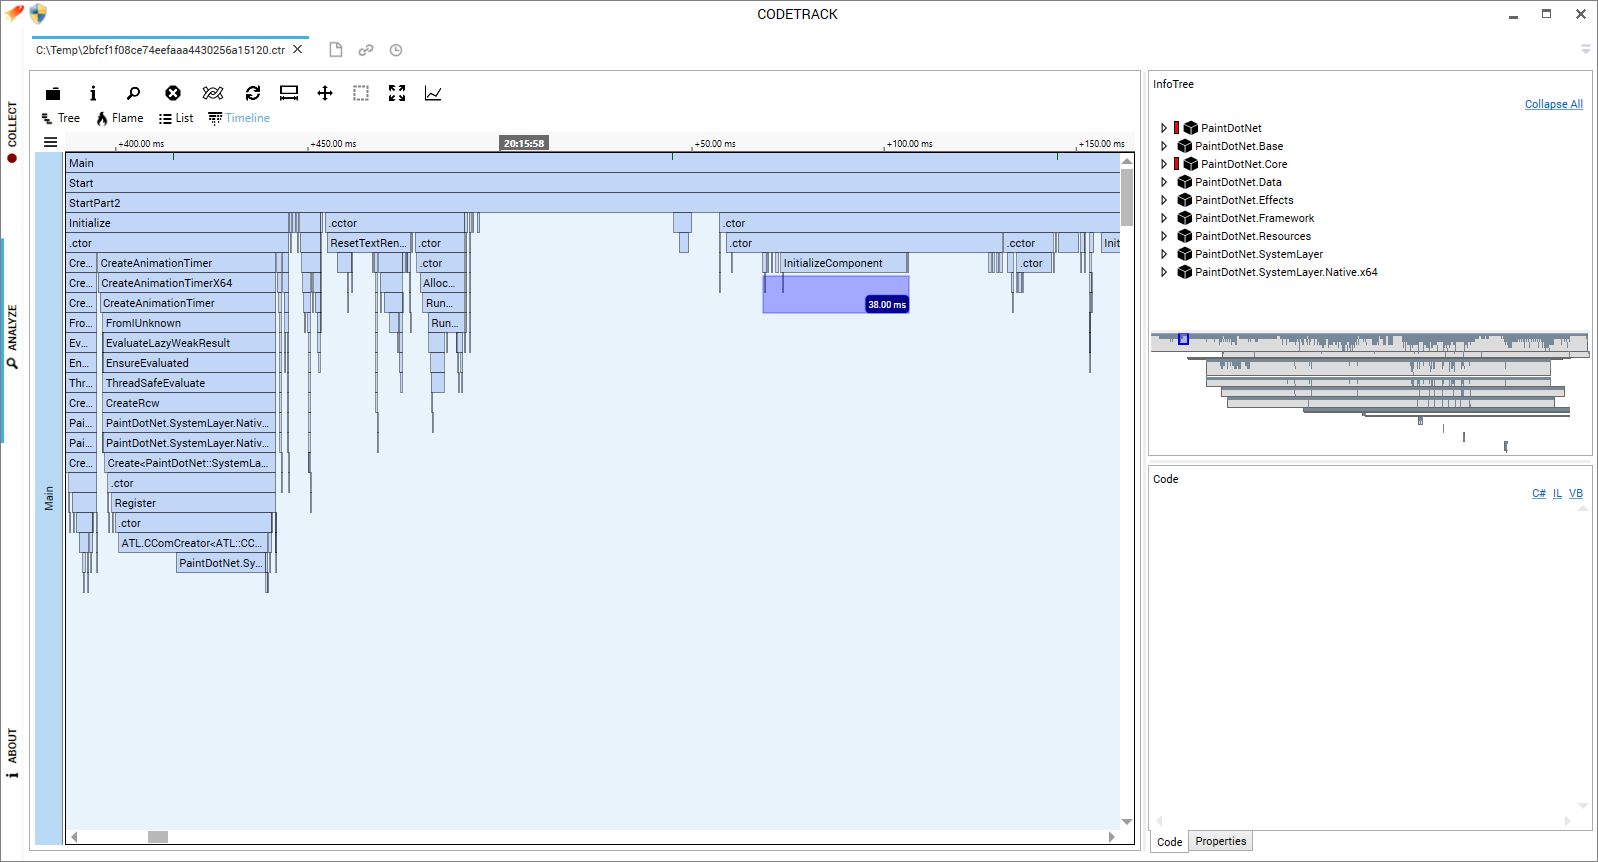 CODETRACK
C:\Temp\2bfcf1f08ce74eefaaa4430256a15120.ctr
COLLECT
ANALYZE
ABOUT
Tree Flame List Timeline
+400.00 ms +450.00 ms 20:15:58 +50.00 ms +100.00 ms +150.00 ms
Main
Main
Start
StartPart2
Initialize .cctor .ctor
.ctor ResetTextRen... .ctor .ctor .cctor Init
Cre... CreateAnimationTimer .ctor InitializeComponent .ctor
Cre... CreateAnimationTimerX64 Alloc...
Cre... CreateAnimationTimer Run... 38.00 ms
Fro... FromIUnknown Run...
Ev... EvaluateLazyWeakResult
En... EnsureEvaluated
Thr... ThreadSafeEvaluate
Cre... CreateRcw
Pai... PaintDotNet.SystemLayer.Nativ...
Pai... PaintDotNet.SystemLayer.Nativ...
Cre... Create<PaintDotNet::SystemLa...
.ctor
Register
.ctor
ATL.CComCreator<ATL::CC...
PaintDotNet.Sy...
InfoTree
Collapse All
PaintDotNet
PaintDotNet.Base
PaintDotNet.Core
PaintDotNet.Data
PaintDotNet.Effects
PaintDotNet.Framework
PaintDotNet.Resources
PaintDotNet.SystemLayer
PaintDotNet.SystemLayer.Native.x64
Code
C# IL VB
Code Properties